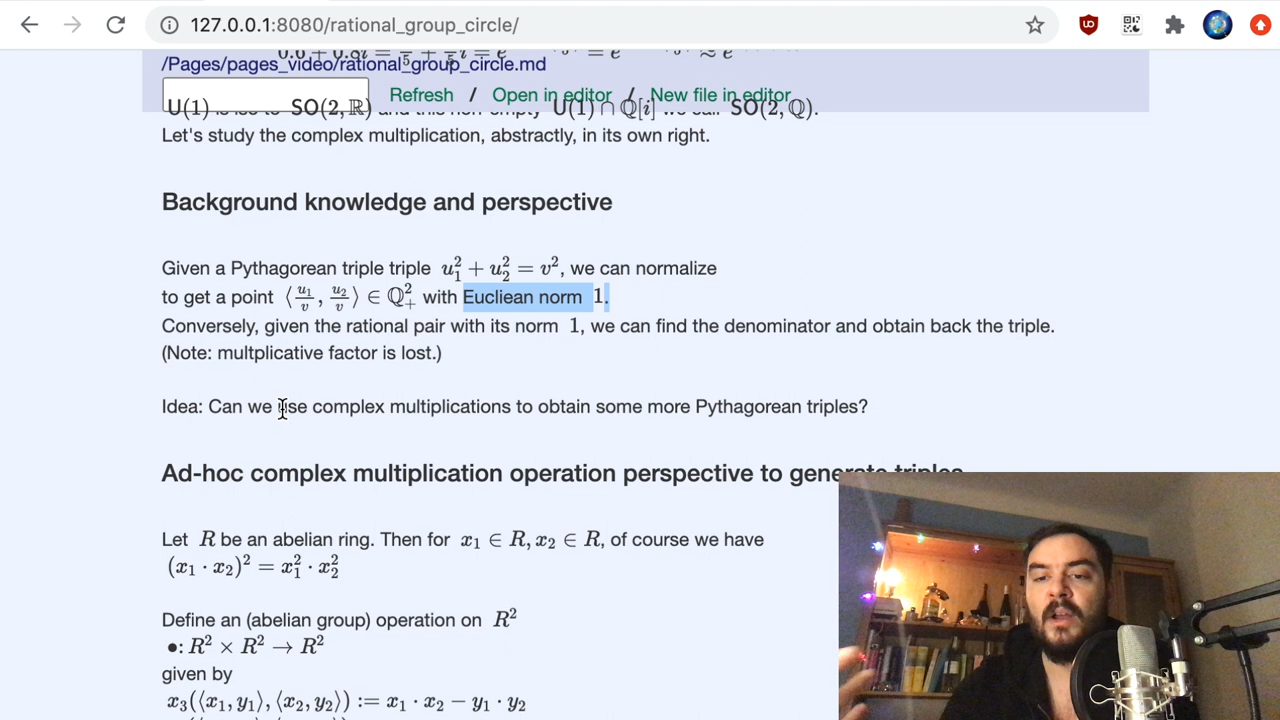 127.0.0.1:8080/rational_group_circle/
/Pages/pages_video/rational_group_circle.md
Refresh / Open in editor / New file in editor
U(1) SO(2, ℝ) U(1) ∩ ℚ[i] SO(2, ℚ).
Let's study the complex multiplication, abstractly, in its own right.
Background knowledge and perspective
Given a Pythagorean triple triple u₁² + u₂² = v², we can normalize
to get a point ⟨u₁/v, u₂/v⟩ ∈ ℚ₊² with Euclean norm 1.
Conversely, given the rational pair with its norm 1, we can find the denominator and obtain back the triple.
(Note: multplicative factor is lost.)
Idea: Can we use complex multiplications to obtain some more Pythagorean triples?
Ad-hoc complex multiplication operation perspective to generate triples
Let R be an abelian ring. Then for x₁ ∈ R, x₂ ∈ R, of course we have
(x₁ · x₂)² = x₁² · x₂²
Define an (abelian group) operation on R²
•: R² × R² → R²
given by
x₃(⟨x₁, y₁⟩, ⟨x₂, y₂⟩) := x₁ · x₂ − y₁ · y₂